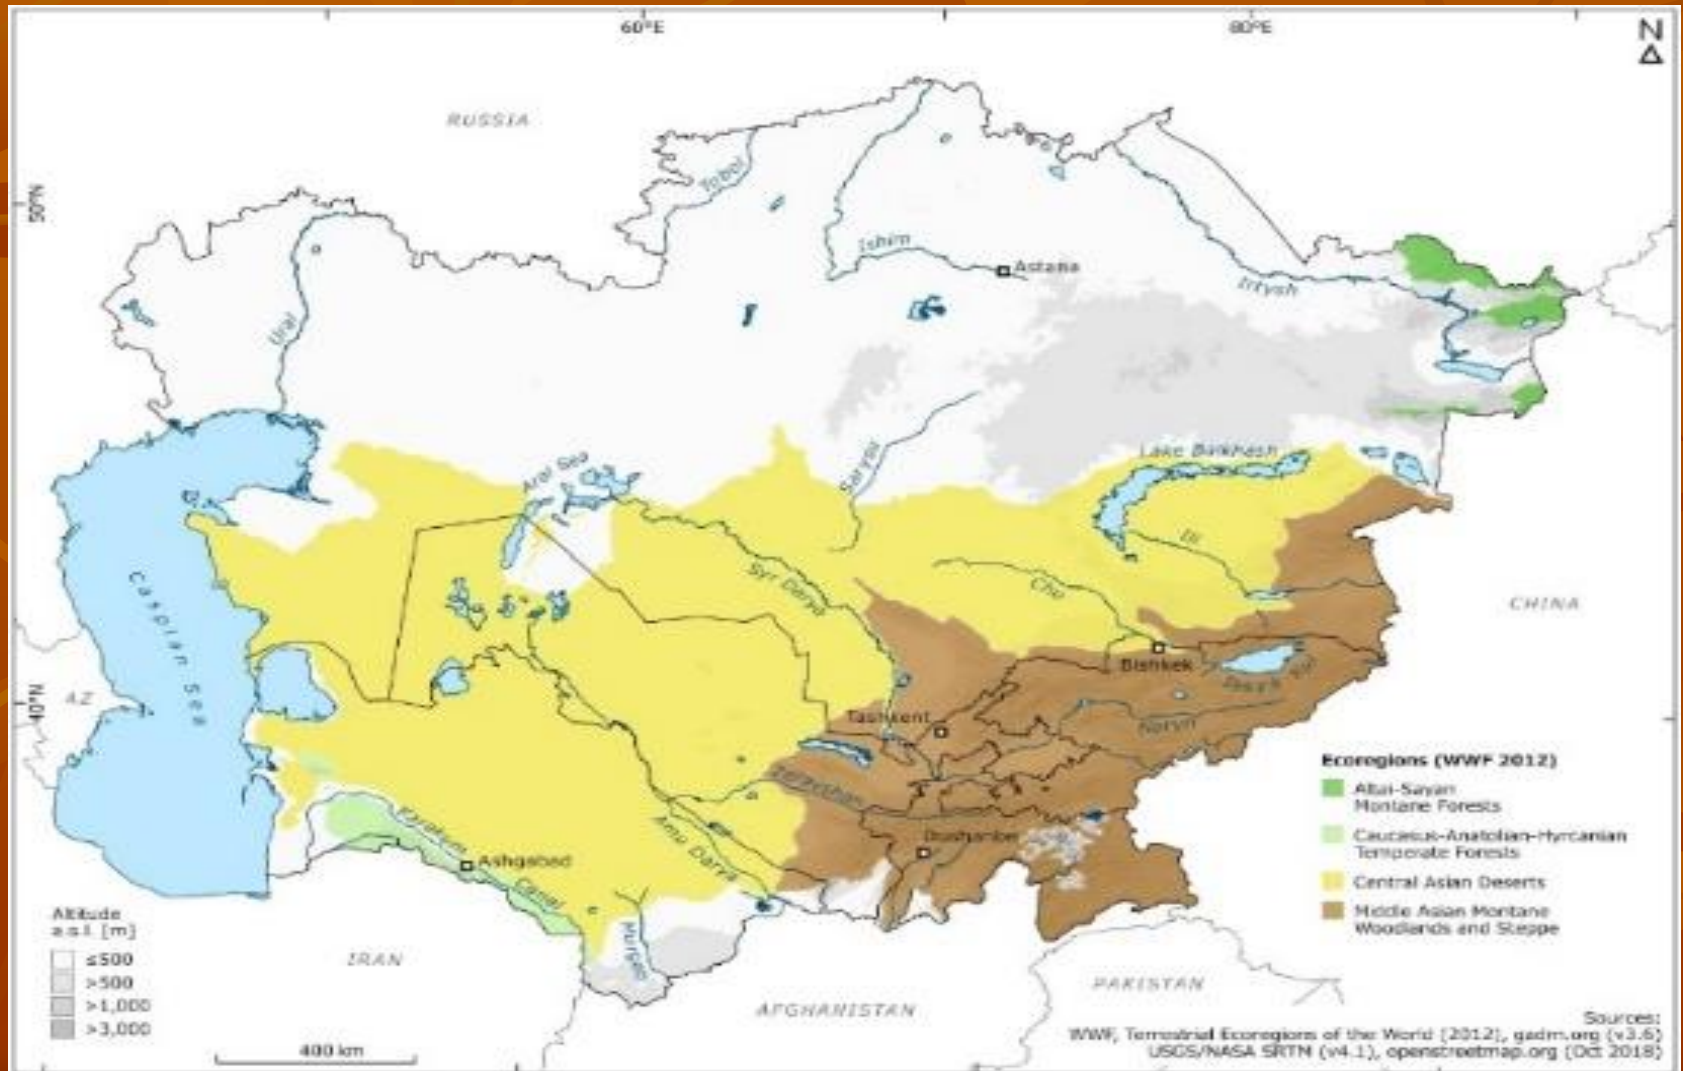 60°E
80°E
N
RUSSIA
50°N
Tobol
Ishim
Astana
Irtysh
Ural
Aral Sea
Sarysu
Lake Balkhash
Caspian Sea
Syr Darya
Chu
Ili
CHINA
Bishkek
40°N
AZ
Tashkent
Naryn
Dushanbe
Amu Darya
Karakum
Canal
Ashgabad
Murgab
Ecoregions (WWF 2012)
Altai-Sayan
Montane Forests
Caucasus-Anatolian-Hyrcanian
Temperate Forests
Central Asian Deserts
Middle Asian Montane
Woodlands and Steppe
Altitude
a.s.l. [m]
≤500
>500
>1,000
>3,000
IRAN
AFGHANISTAN
PAKISTAN
400 km
Sources:
WWF, Terrestrial Ecoregions of the World [2012], gadm.org (v3.6)
USGS/NASA SRTM (v4.1), openstreetmap.org (Oct 2018)